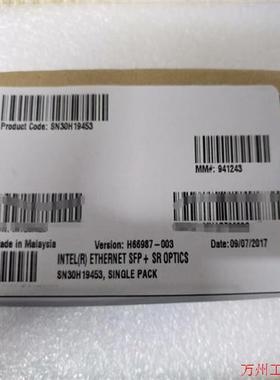 Product Code: SN30H19453
MM#: 941243
ade in Malaysia Version: H66987-003 Date: 09/07/2017
INTEL(R) ETHERNET SFP+ SR OPTICS
SN30H19453, SINGLE PACK
万州工